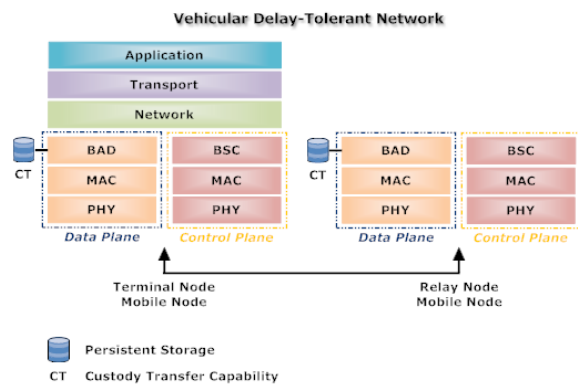 Vehicular Delay-Tolerant Network
Application
Transport
Network
BAD BSC BAD BSC
CT MAC MAC CT MAC MAC
PHY PHY PHY PHY
Data Plane Control Plane Data Plane Control Plane
Terminal Node Relay Node
Mobile Node Mobile Node
Persistent Storage
CT Custody Transfer Capability